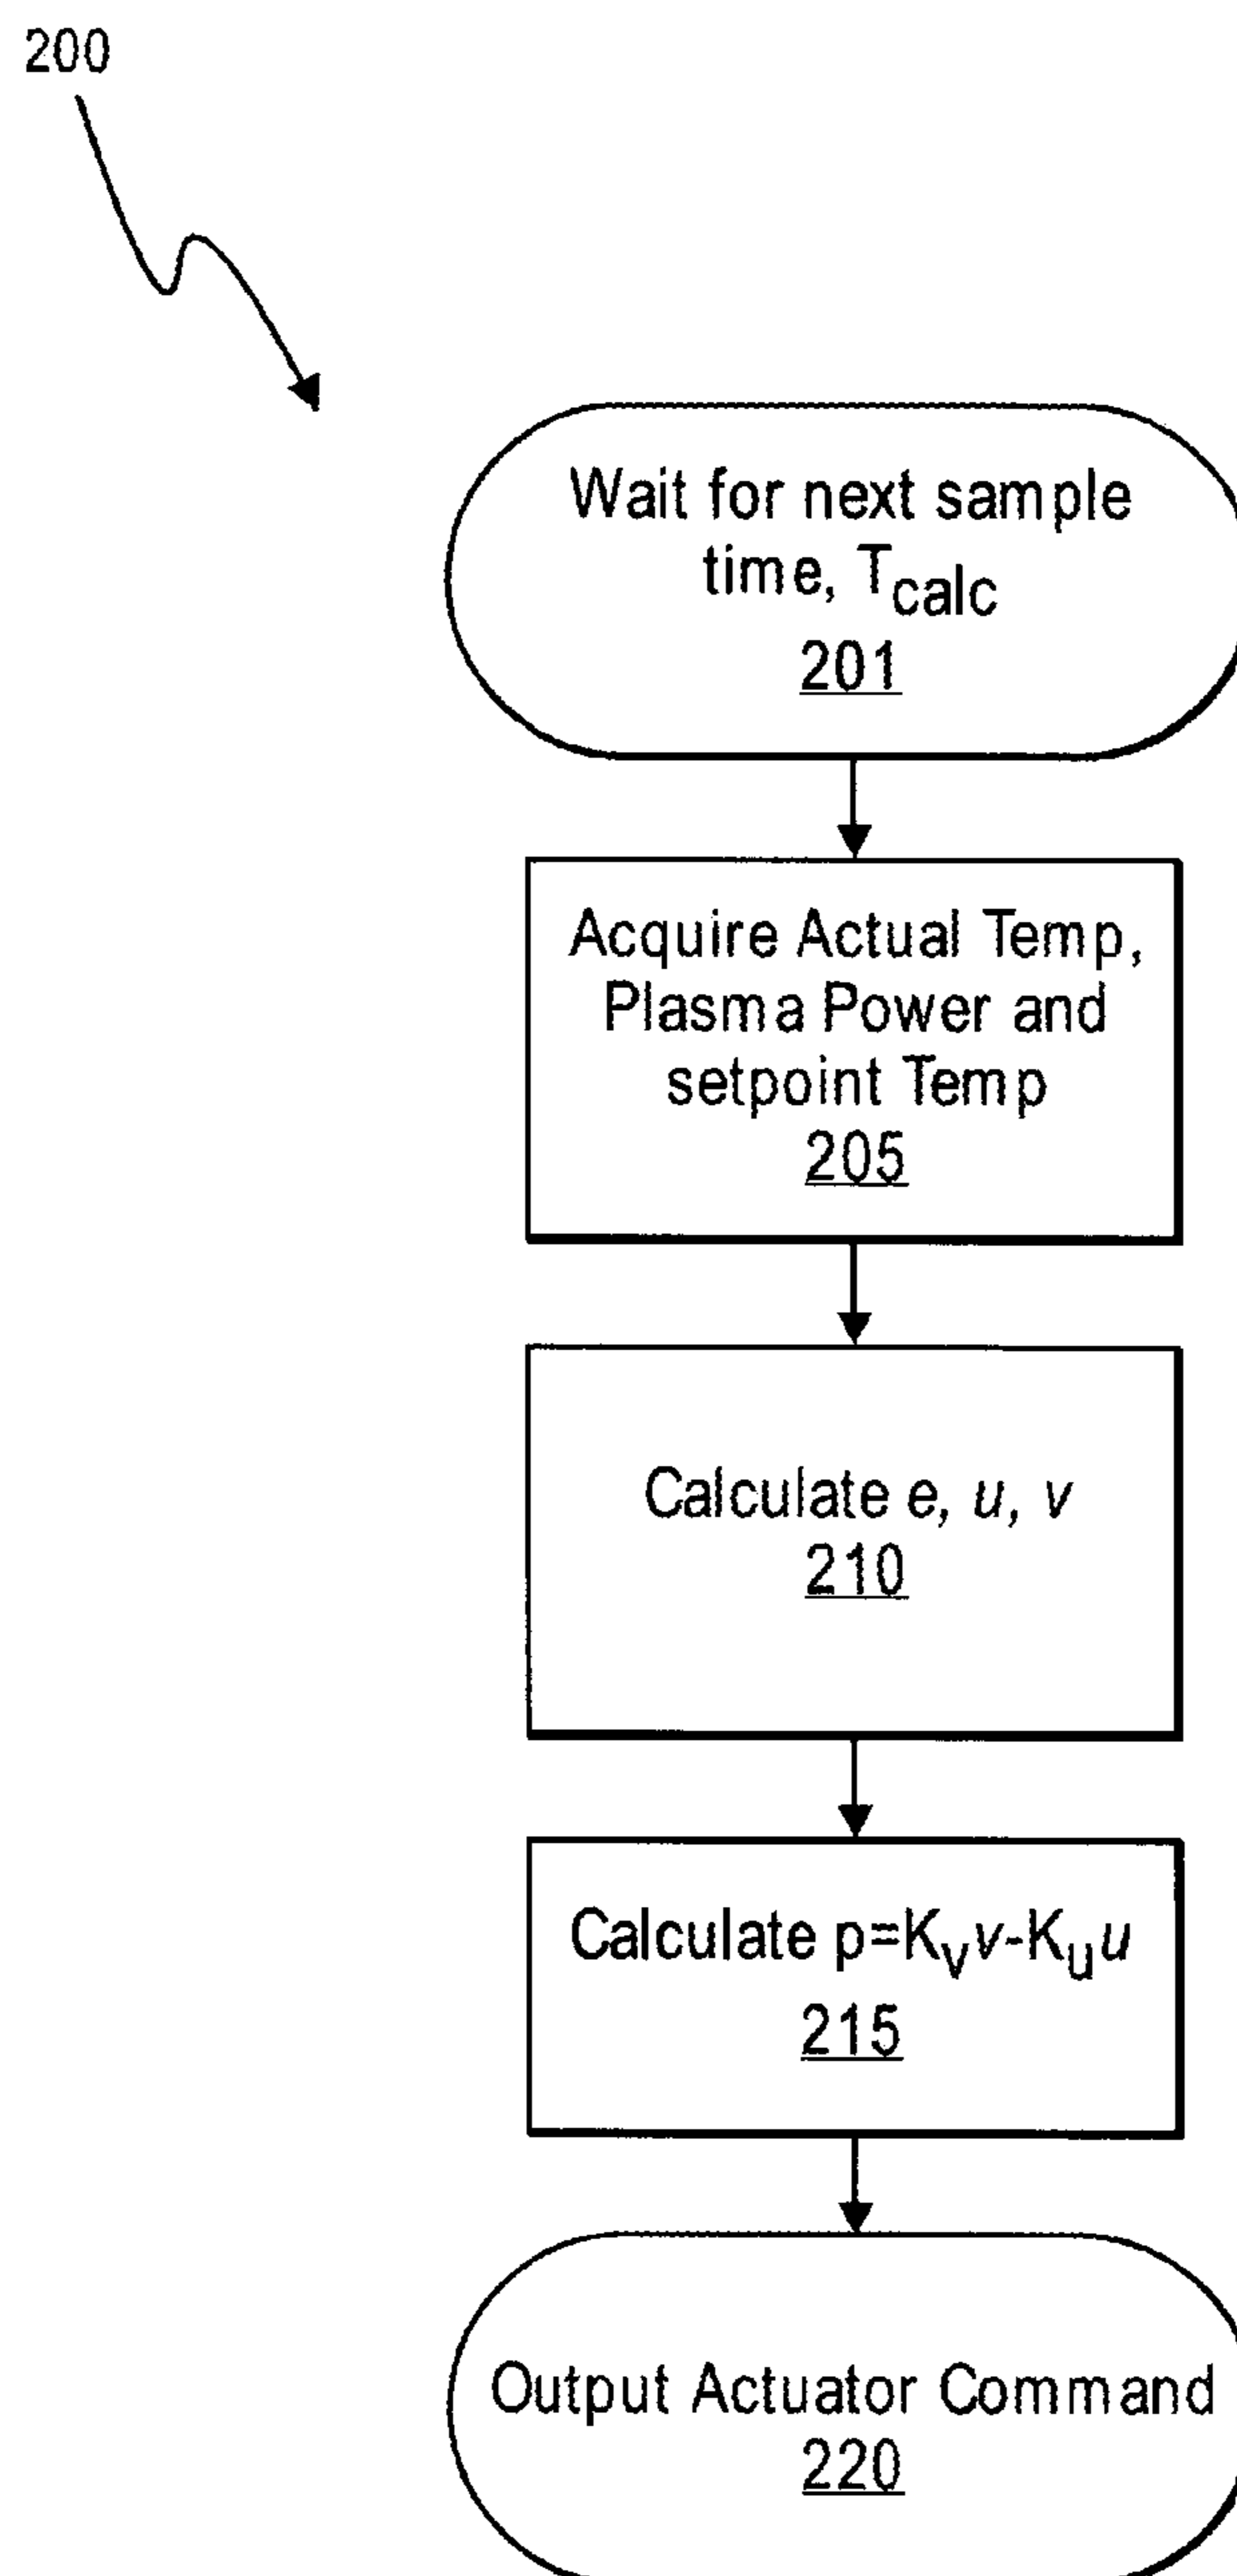 200
Wait for next sample
time, Tcalc
201
Acquire Actual Temp,
Plasma Power and
setpoint Temp
205
Calculate e, u, v
210
Calculate p=Kvv-Kuu
215
Output Actuator Command
220